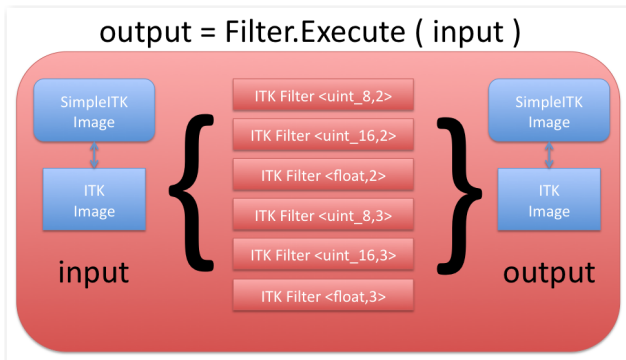 output = Filter.Execute ( input )
SimpleITK
Image
ITK
Image
input
ITK Filter <uint_8,2>
ITK Filter <uint_16,2>
ITK Filter <float,2>
ITK Filter <uint_8,3>
ITK Filter <uint_16,3>
ITK Filter <float,3>
SimpleITK
Image
ITK
Image
output